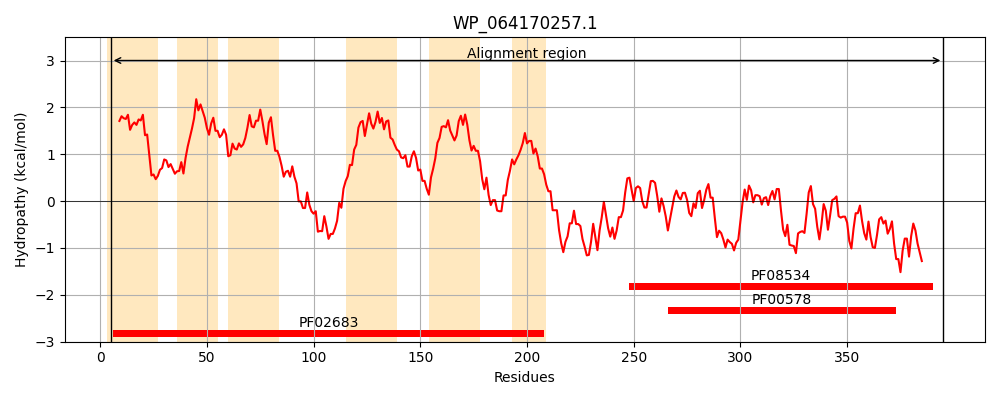 WP_064170257.1
Hydropathy (kcal/mol)
3
2
1
0
−1
−2
−3
Alignment region
PF08534
PF00578
PF02683
0
50
100
150
200
250
300
350
Residues